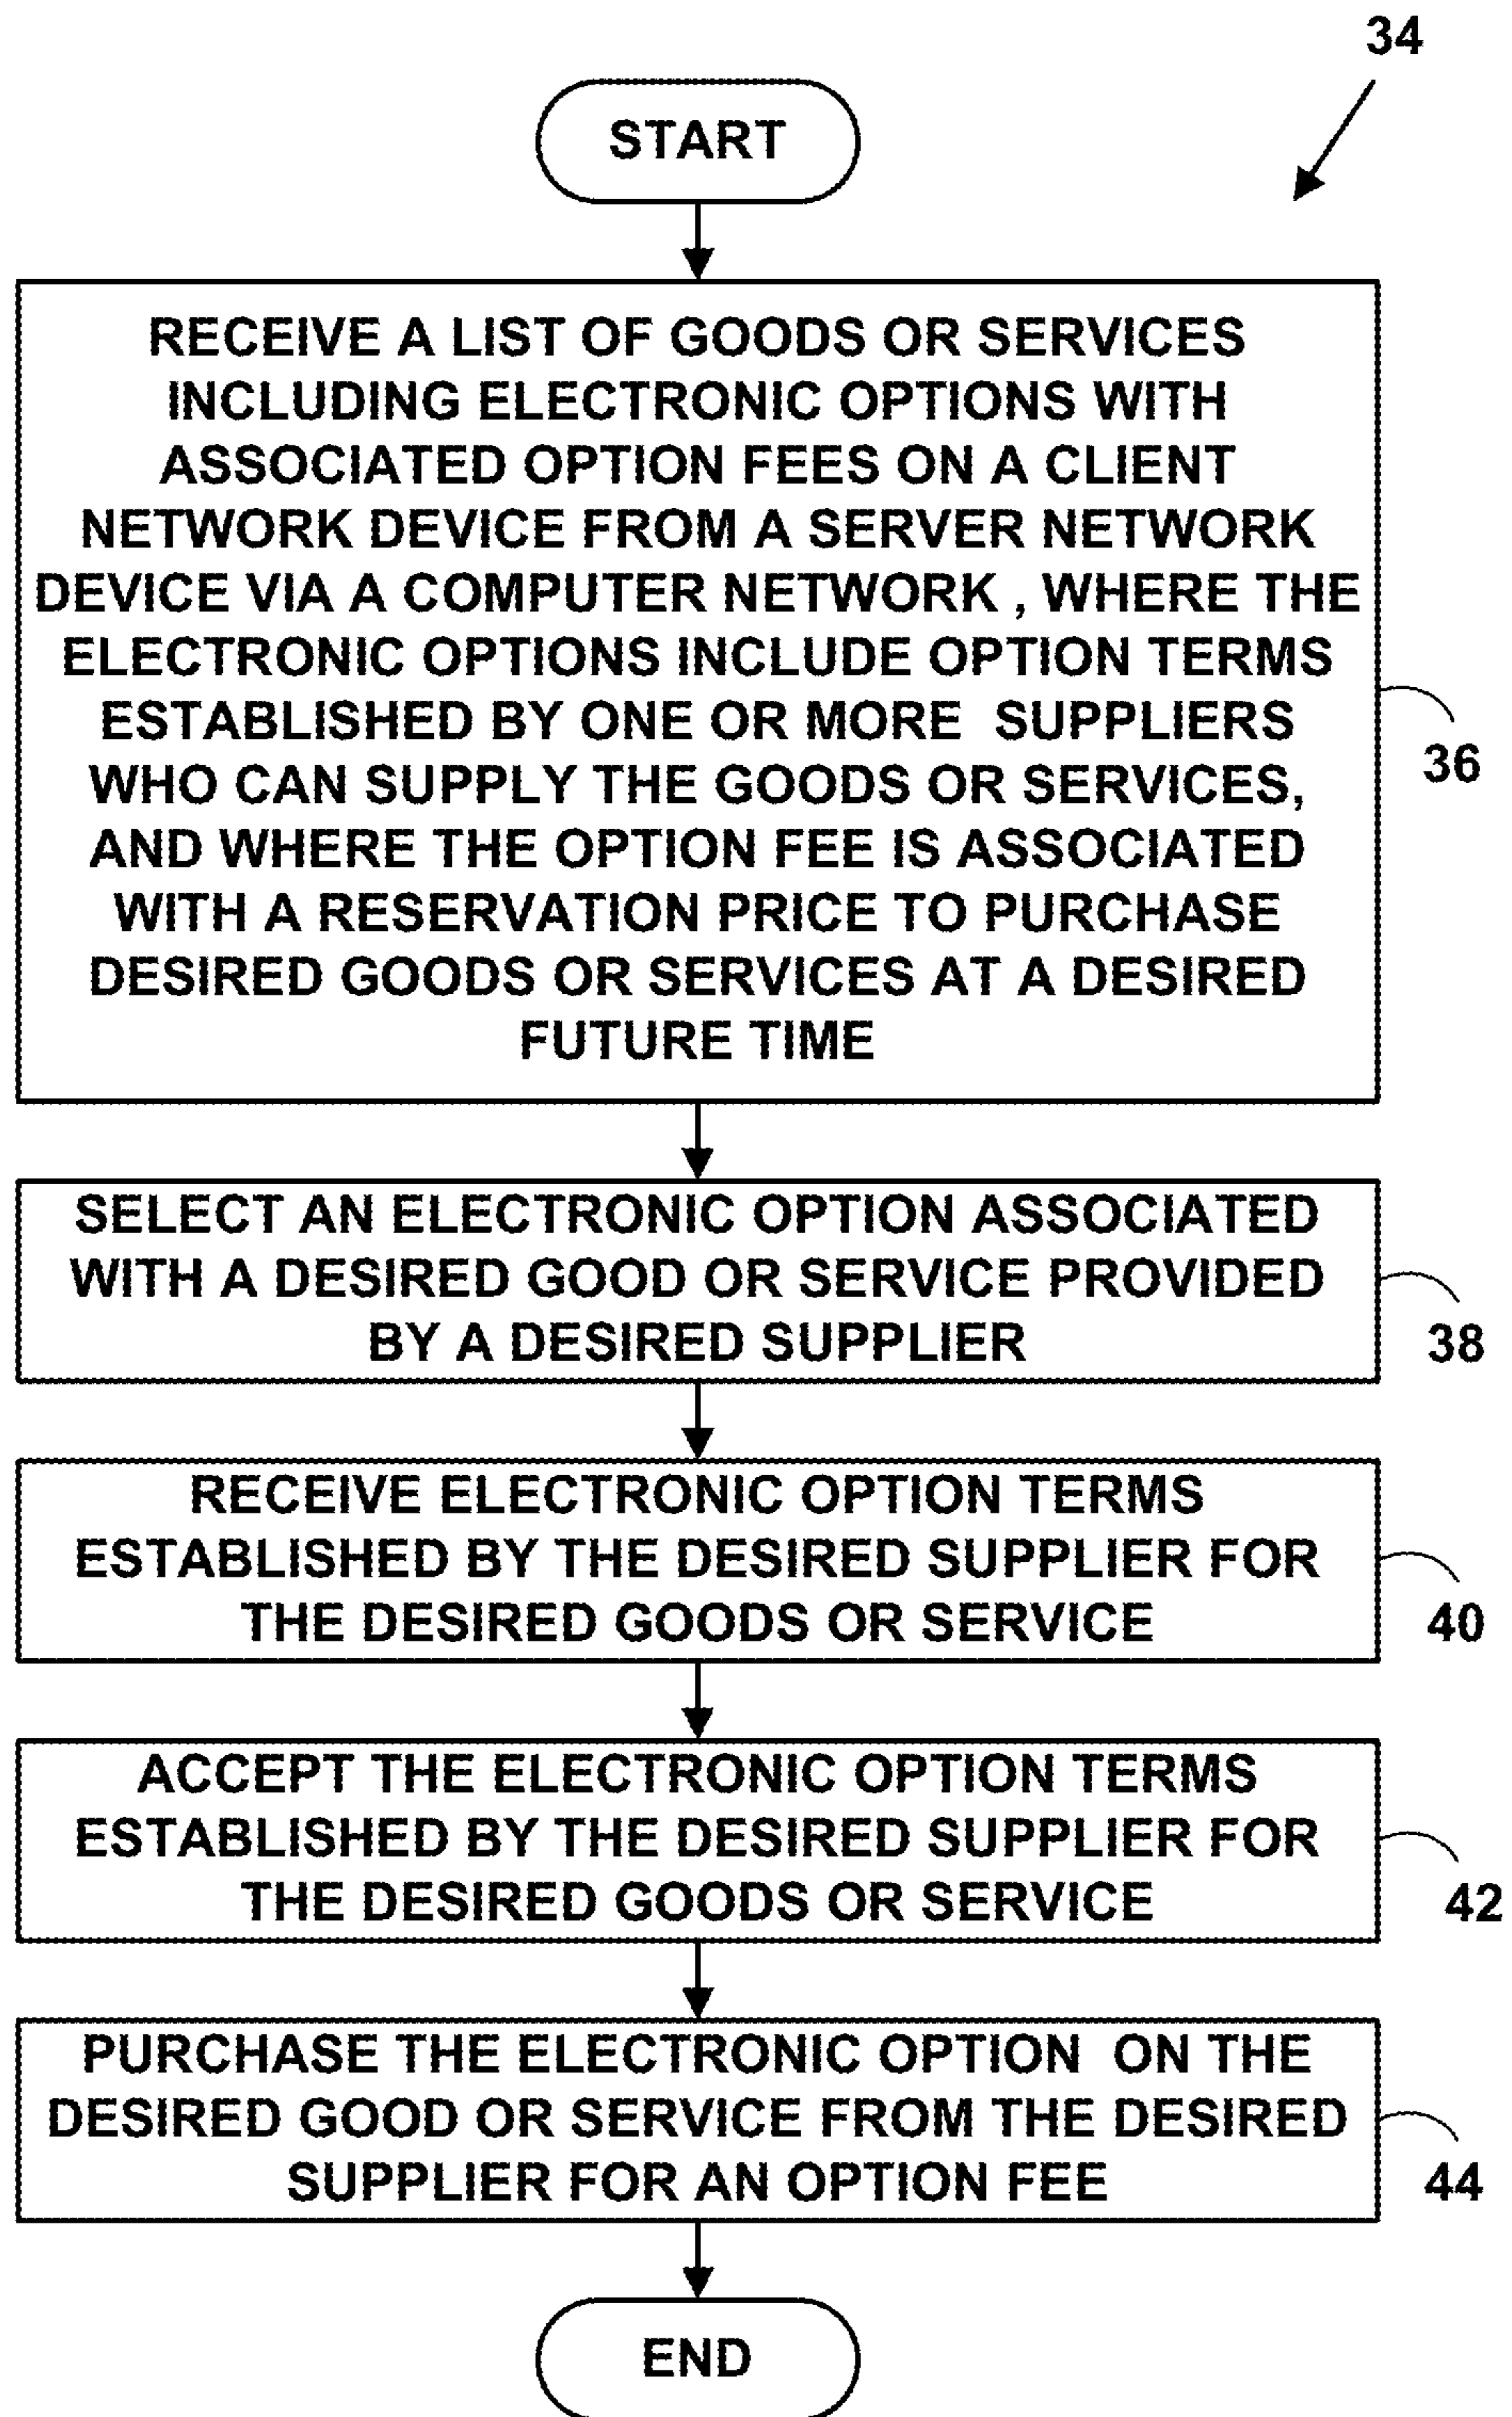 34
START
RECEIVE A LIST OF GOODS OR SERVICES
INCLUDING ELECTRONIC OPTIONS WITH
ASSOCIATED OPTION FEES ON A CLIENT
NETWORK DEVICE FROM A SERVER NETWORK
DEVICE VIA A COMPUTER NETWORK , WHERE THE
ELECTRONIC OPTIONS INCLUDE OPTION TERMS
ESTABLISHED BY ONE OR MORE SUPPLIERS
WHO CAN SUPPLY THE GOODS OR SERVICES,
AND WHERE THE OPTION FEE IS ASSOCIATED
WITH A RESERVATION PRICE TO PURCHASE
DESIRED GOODS OR SERVICES AT A DESIRED
FUTURE TIME
36
SELECT AN ELECTRONIC OPTION ASSOCIATED
WITH A DESIRED GOOD OR SERVICE PROVIDED
BY A DESIRED SUPPLIER
38
RECEIVE ELECTRONIC OPTION TERMS
ESTABLISHED BY THE DESIRED SUPPLIER FOR
THE DESIRED GOODS OR SERVICE
40
ACCEPT THE ELECTRONIC OPTION TERMS
ESTABLISHED BY THE DESIRED SUPPLIER FOR
THE DESIRED GOODS OR SERVICE
42
PURCHASE THE ELECTRONIC OPTION ON THE
DESIRED GOOD OR SERVICE FROM THE DESIRED
SUPPLIER FOR AN OPTION FEE
44
END